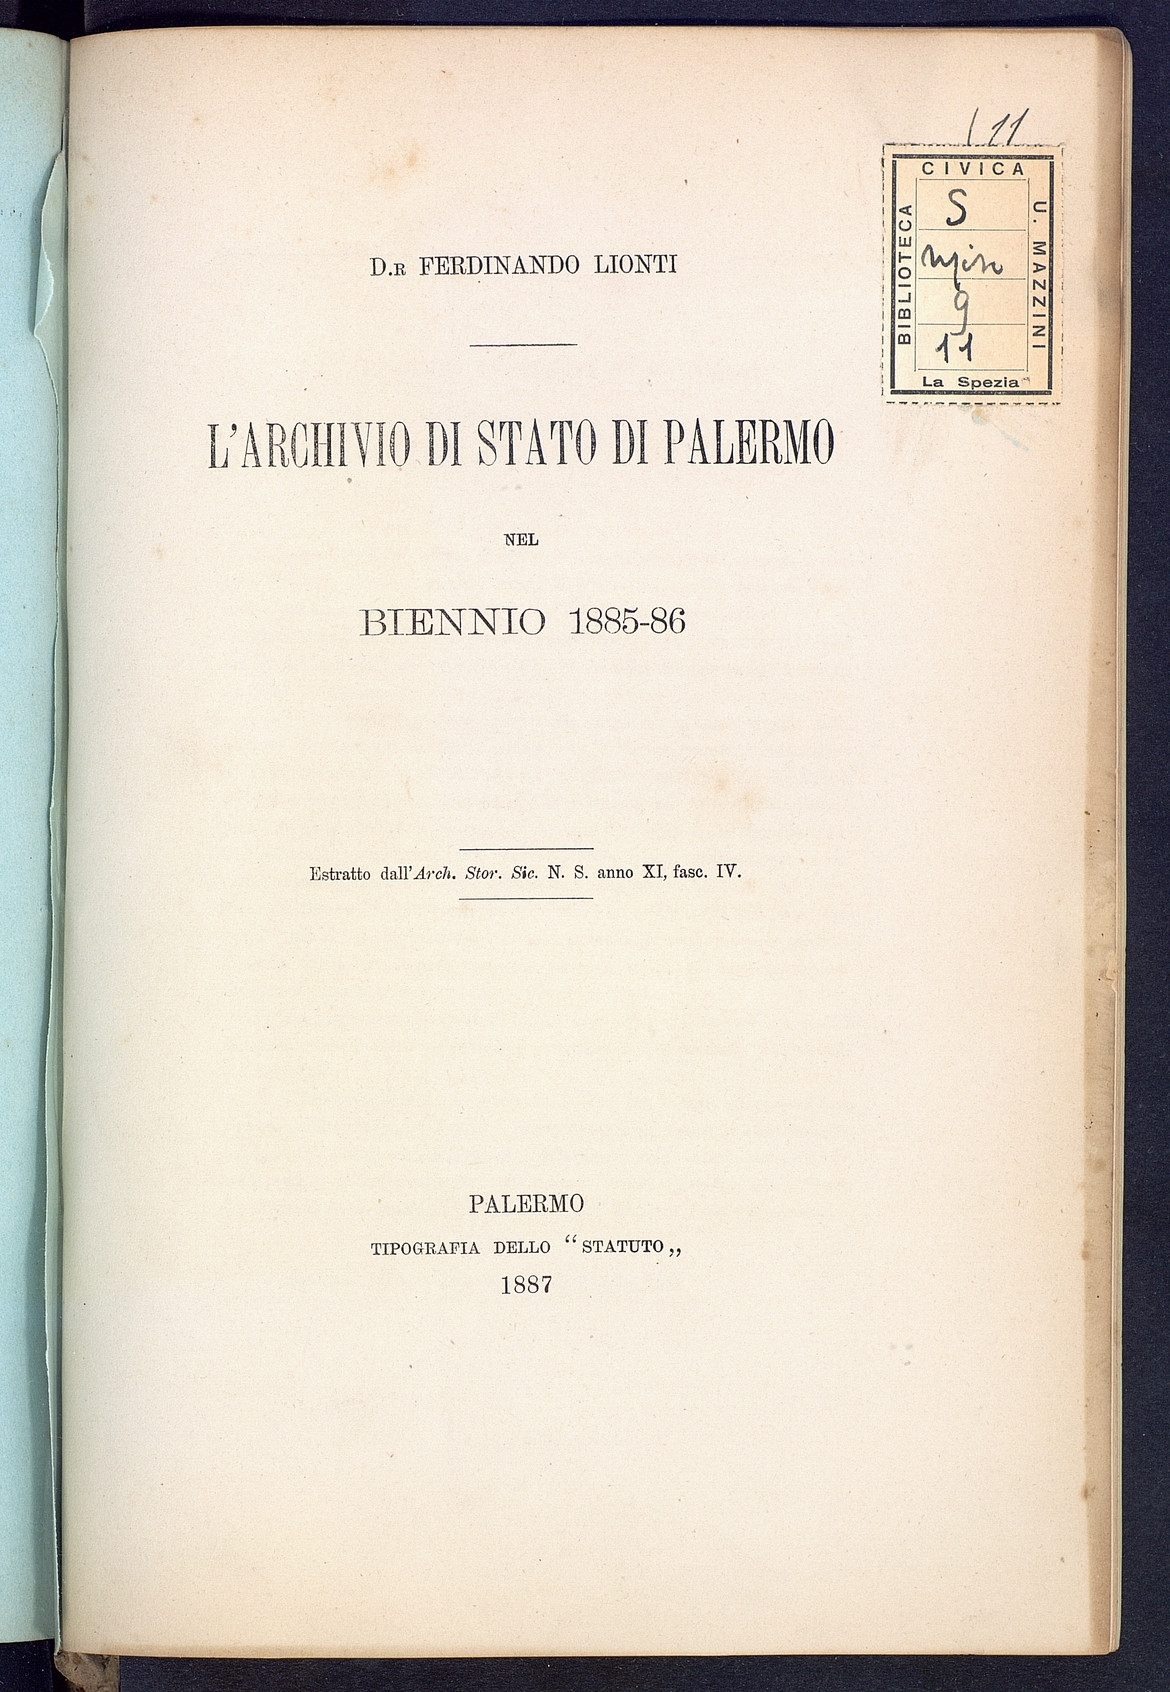 11
CIVICA
BIBLIOTECA
U. MAZZINI
S
9
11
La Spezia
D.R FERDINANDO LIONTI
L'ARCHIVIO DI STATO DI PALERMO
NEL
BIENNIO 1885-86
Estratto dall'Arch. Stor. Sic. N. S. anno XI, fasc. IV.
PALERMO
TIPOGRAFIA DELLO “STATUTO„
1887